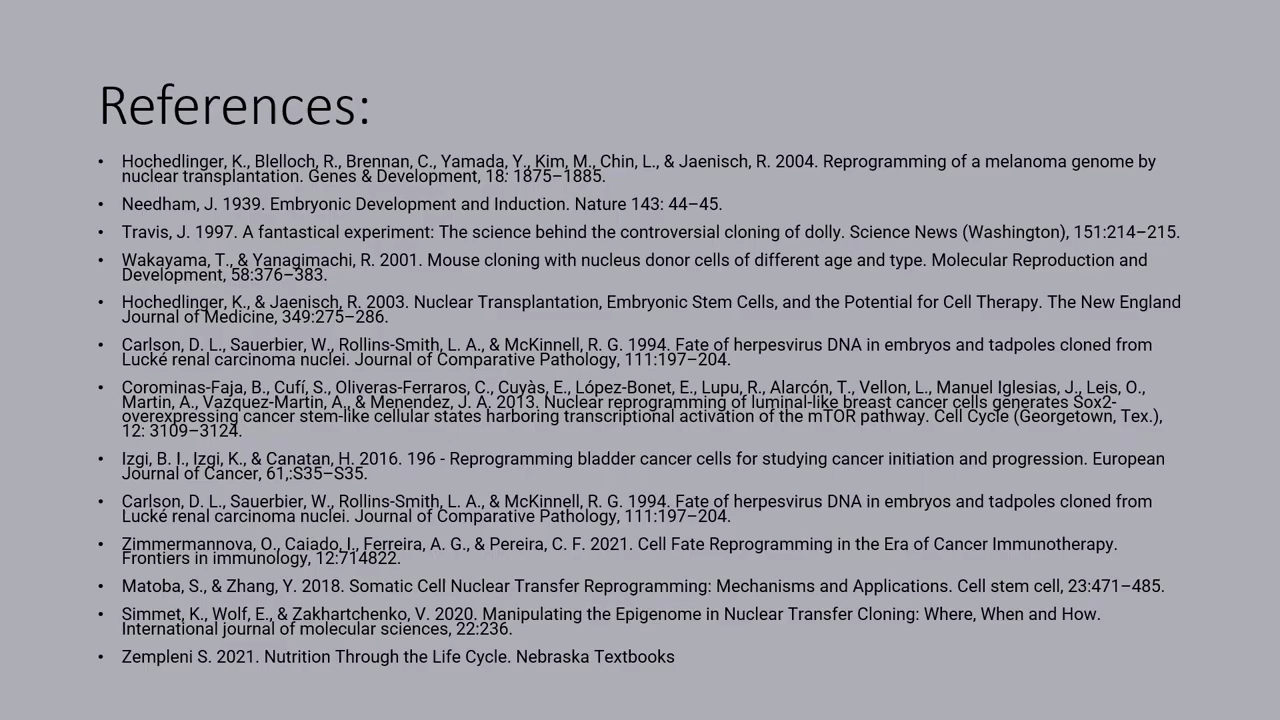 References:
• Hochedlinger, K., Blelloch, R., Brennan, C., Yamada, Y., Kim, M., Chin, L., & Jaenisch, R. 2004. Reprogramming of a melanoma genome by
nuclear transplantation. Genes & Development, 18: 1875–1885.
• Needham, J. 1939. Embryonic Development and Induction. Nature 143: 44–45.
• Travis, J. 1997. A fantastical experiment: The science behind the controversial cloning of dolly. Science News (Washington), 151:214–215.
• Wakayama, T., & Yanagimachi, R. 2001. Mouse cloning with nucleus donor cells of different age and type. Molecular Reproduction and
Development, 58:376–383.
• Hochedlinger, K., & Jaenisch, R. 2003. Nuclear Transplantation, Embryonic Stem Cells, and the Potential for Cell Therapy. The New England
Journal of Medicine, 349:275–286.
• Carlson, D. L., Sauerbier, W., Rollins-Smith, L. A., & McKinnell, R. G. 1994. Fate of herpesvirus DNA in embryos and tadpoles cloned from
Lucké renal carcinoma nuclei. Journal of Comparative Pathology, 111:197–204.
• Corominas-Faja, B., Cufí, S., Oliveras-Ferraros, C., Cuyàs, E., López-Bonet, E., Lupu, R., Alarcón, T., Vellon, L., Manuel Iglesias, J., Leis, O.,
Martin, A., Vazquez-Martin, A., & Menendez, J. A. 2013. Nuclear reprogramming of luminal-like breast cancer cells generates Sox2-
overexpressing cancer stem-like cellular states harboring transcriptional activation of the mTOR pathway. Cell Cycle (Georgetown, Tex.),
12: 3109–3124.
• Izgi, B. I., Izgi, K., & Canatan, H. 2016. 196 - Reprogramming bladder cancer cells for studying cancer initiation and progression. European
Journal of Cancer, 61,:S35–S35.
• Carlson, D. L., Sauerbier, W., Rollins-Smith, L. A., & McKinnell, R. G. 1994. Fate of herpesvirus DNA in embryos and tadpoles cloned from
Lucké renal carcinoma nuclei. Journal of Comparative Pathology, 111:197–204.
• Zimmermannova, O., Caiado, I., Ferreira, A. G., & Pereira, C. F. 2021. Cell Fate Reprogramming in the Era of Cancer Immunotherapy.
Frontiers in immunology, 12:714822.
• Matoba, S., & Zhang, Y. 2018. Somatic Cell Nuclear Transfer Reprogramming: Mechanisms and Applications. Cell stem cell, 23:471–485.
• Simmet, K., Wolf, E., & Zakhartchenko, V. 2020. Manipulating the Epigenome in Nuclear Transfer Cloning: Where, When and How.
International journal of molecular sciences, 22:236.
• Zempleni S. 2021. Nutrition Through the Life Cycle. Nebraska Textbooks